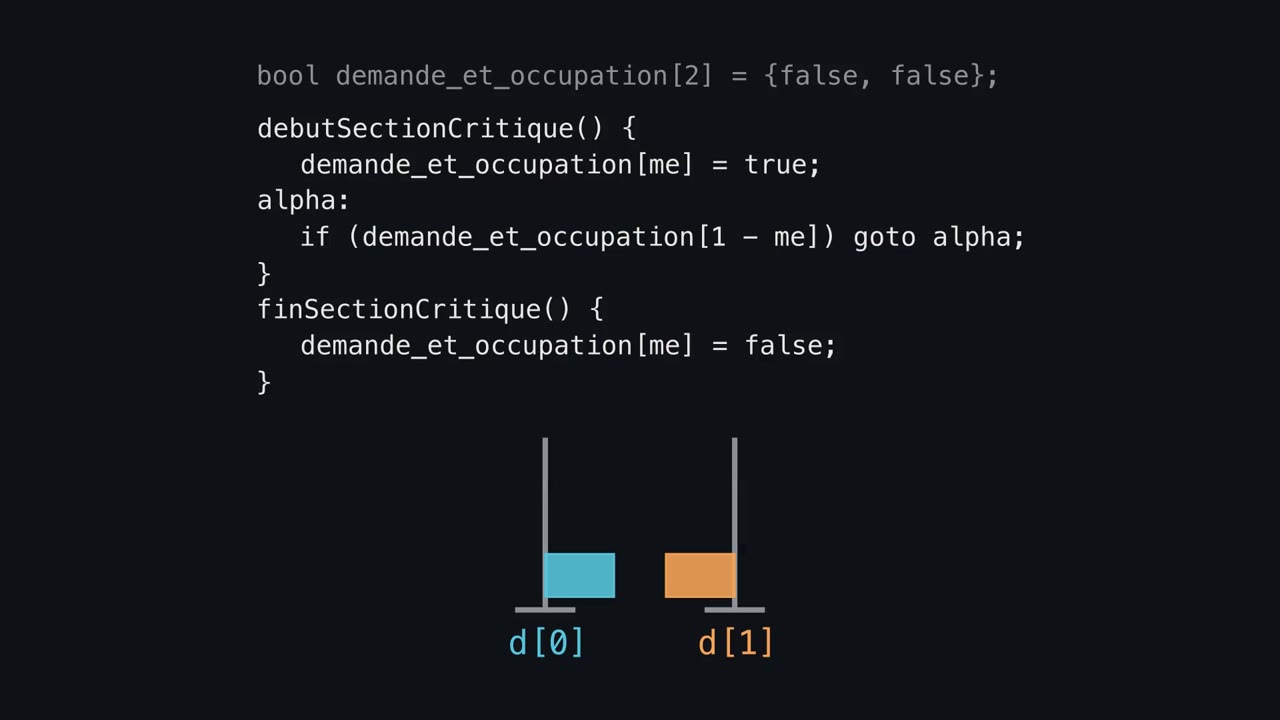 bool demande_et_occupation[2] = {false, false};
debutSectionCritique() {
demande_et_occupation[me] = true;
alpha:
if (demande_et_occupation[1 − me]) goto alpha;
}
finSectionCritique() {
demande_et_occupation[me] = false;
}
d[0] d[1]